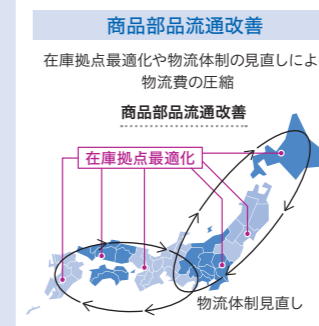 商品部品流通改善
在庫拠点最適化や物流体制の見直しによ
物流費の圧縮
商品部品流通改善
在庫拠点最適化
物流体制見直し